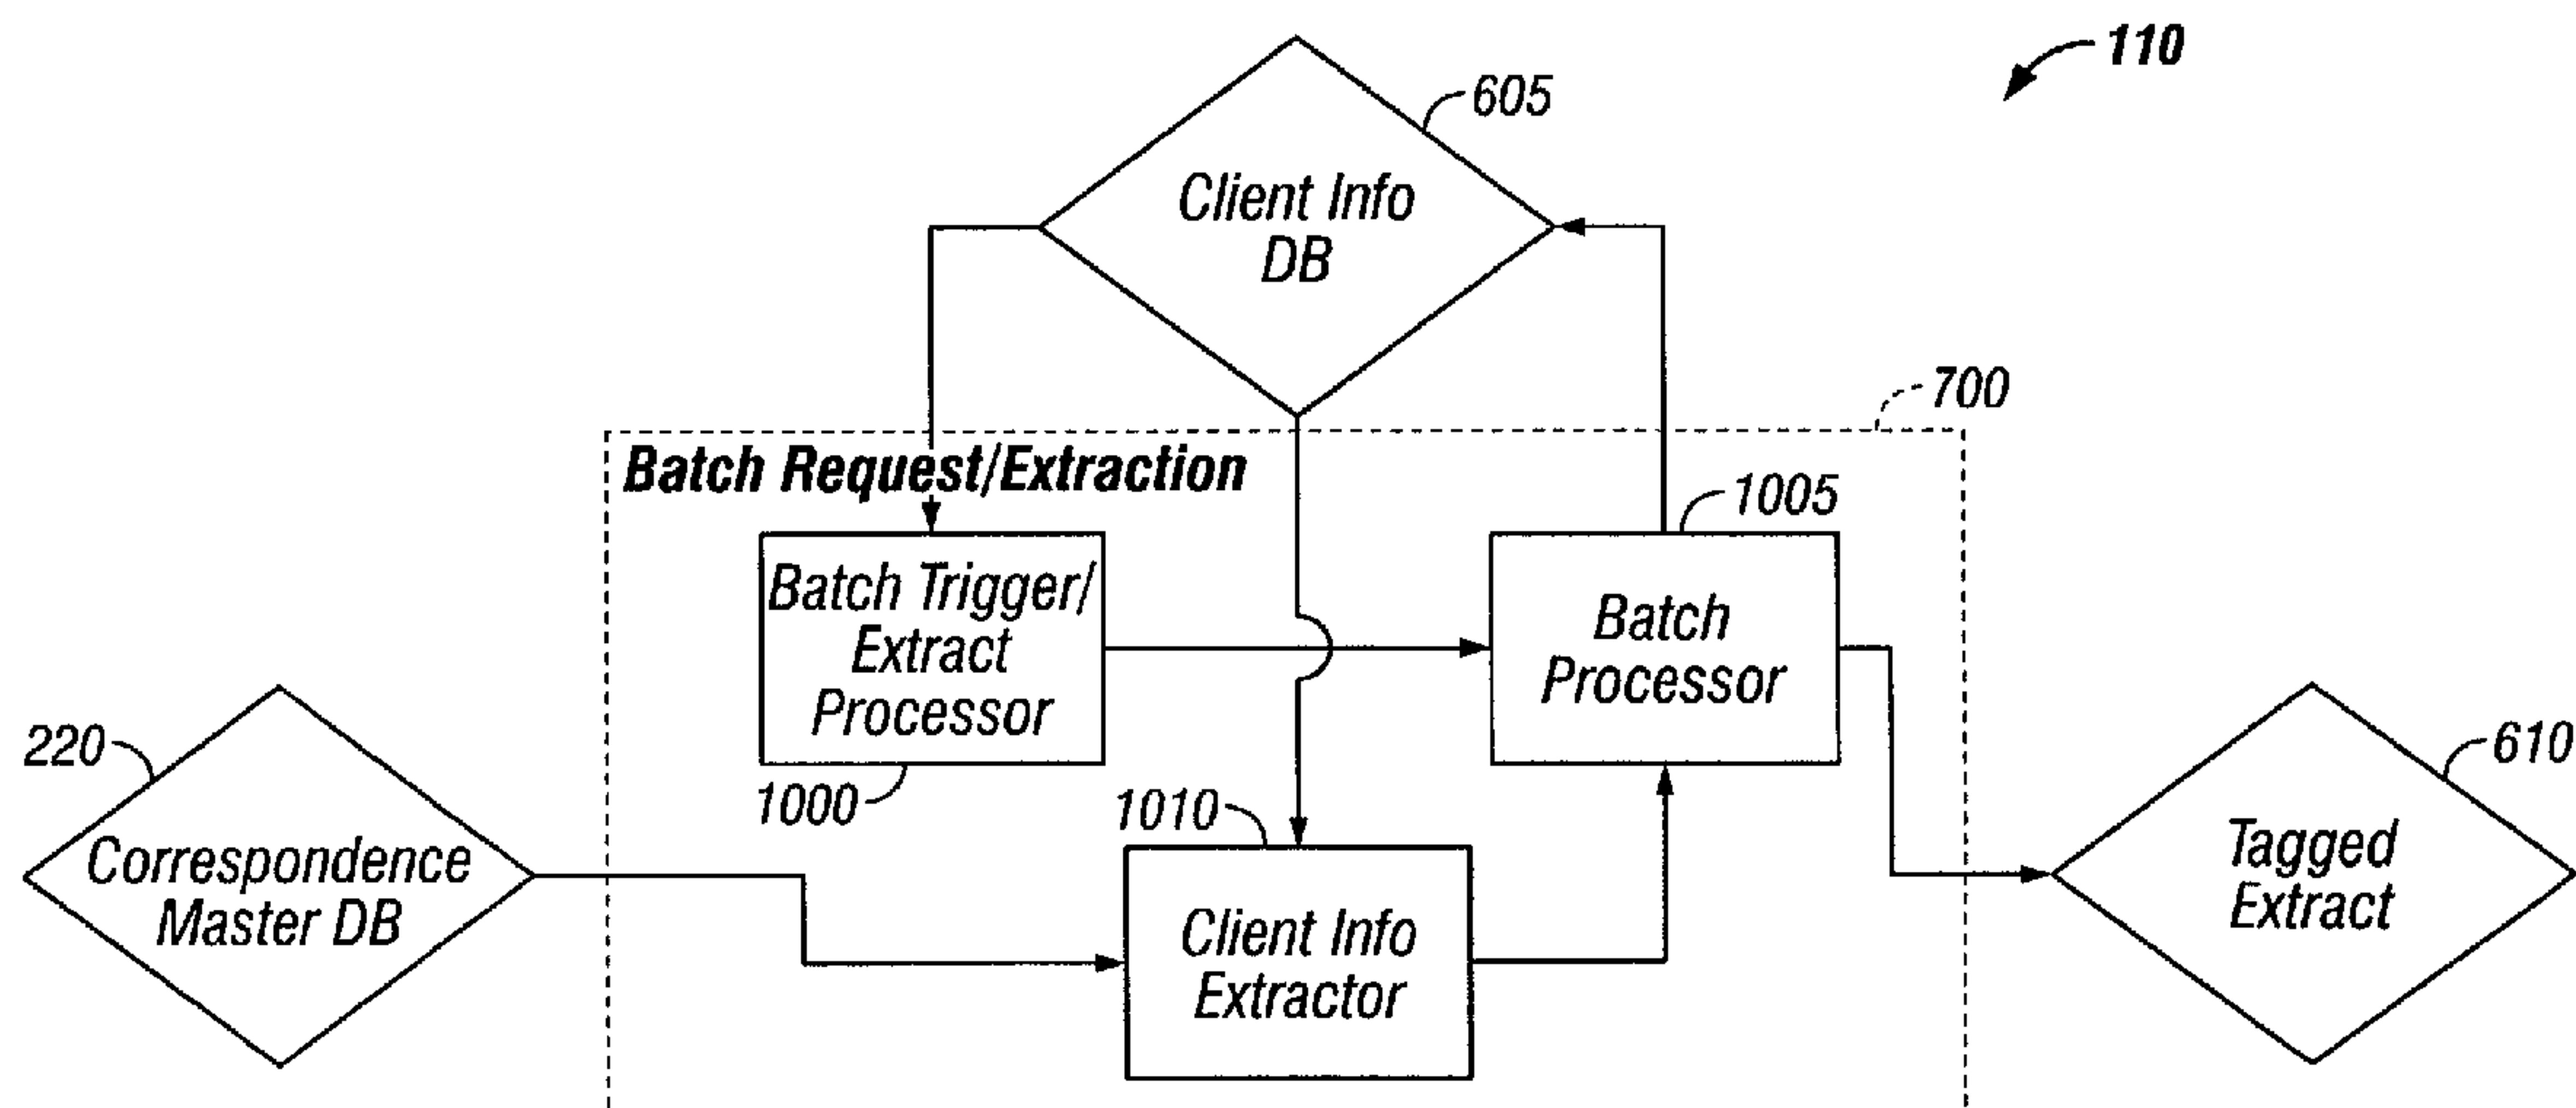 110
605
Client Info
DB
700
Batch Request/Extraction
1005
Batch Trigger/
Extract
Processor
Batch
Processor
220
610
1000
1010
Correspondence
Master DB
Client Info
Extractor
Tagged
Extract